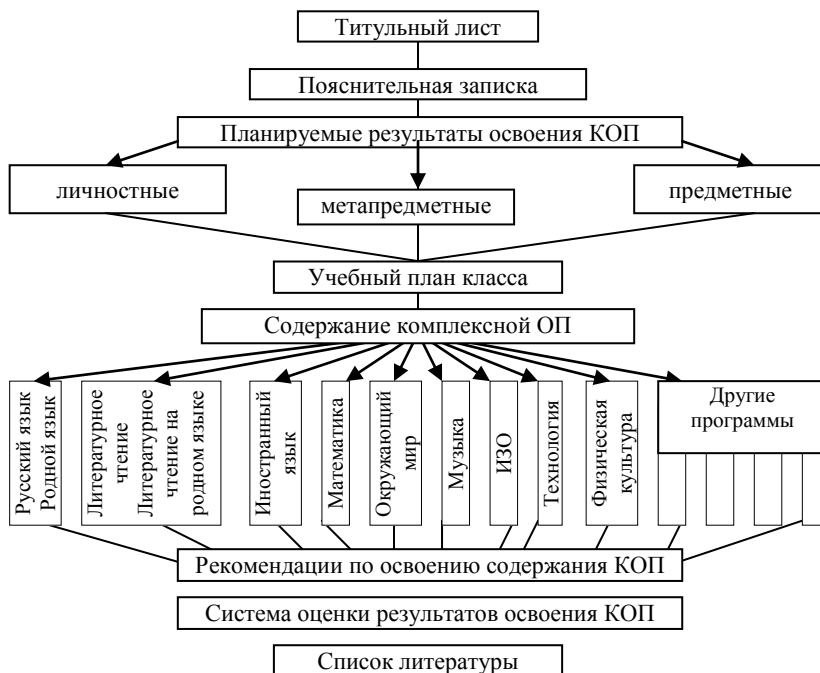 Титульный лист
Пояснительная записка
Планируемые результаты освоения КОП
личностные
метапредметные
предметные
Учебный план класса
Содержание комплексной ОП
Русский язык
Родной язык
Литературное
чтение
Литературное
чтение на
родном языке
Иностранный
язык
Математика
Окружающий
мир
Музыка
ИЗО
Технология
Физическая
культура
Другие
программы
Рекомендации по освоению содержания КОП
Система оценки результатов освоения КОП
Список литературы